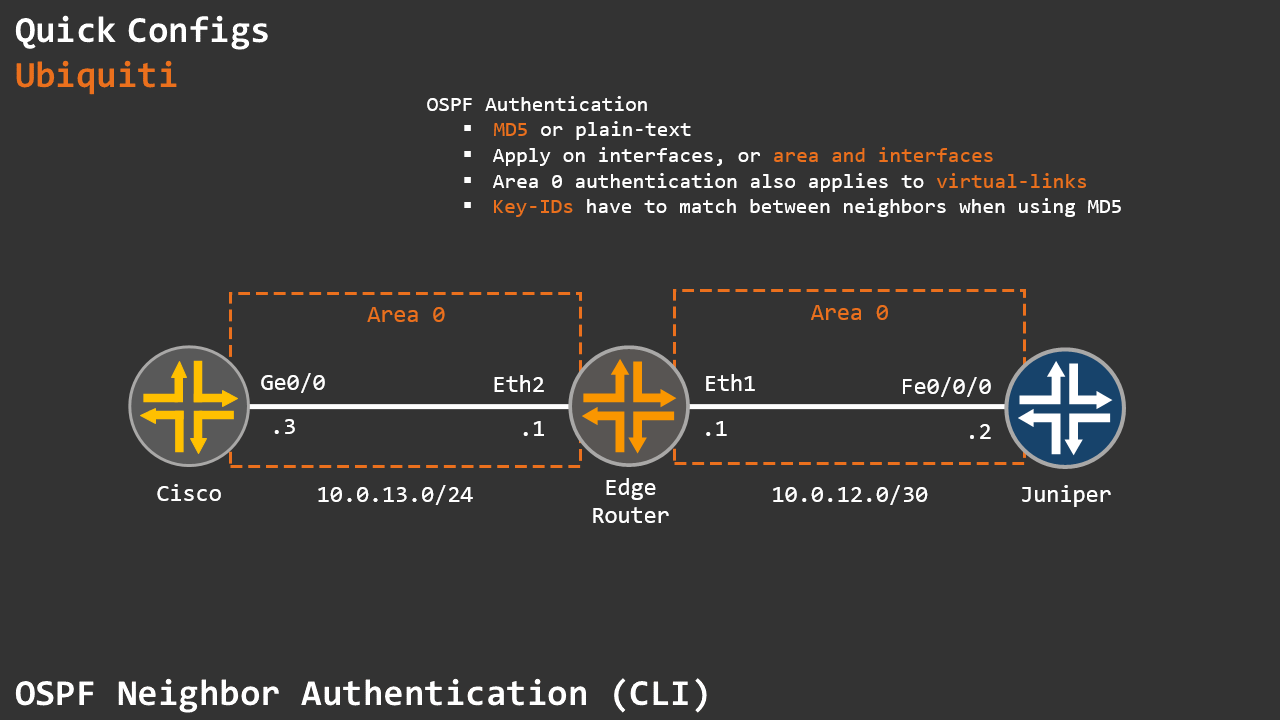 Quick Configs
Ubiquiti
OSPF Authentication
▪ MD5 or plain-text
▪ Apply on interfaces, or area and interfaces
▪ Area 0 authentication also applies to virtual-links
▪ Key-IDs have to match between neighbors when using MD5
Area 0
Area 0
Ge0/0
Eth2
Eth1
Fe0/0/0
.3
.1
.1
.2
Cisco
10.0.13.0/24
Edge
Router
10.0.12.0/30
Juniper
OSPF Neighbor Authentication (CLI)